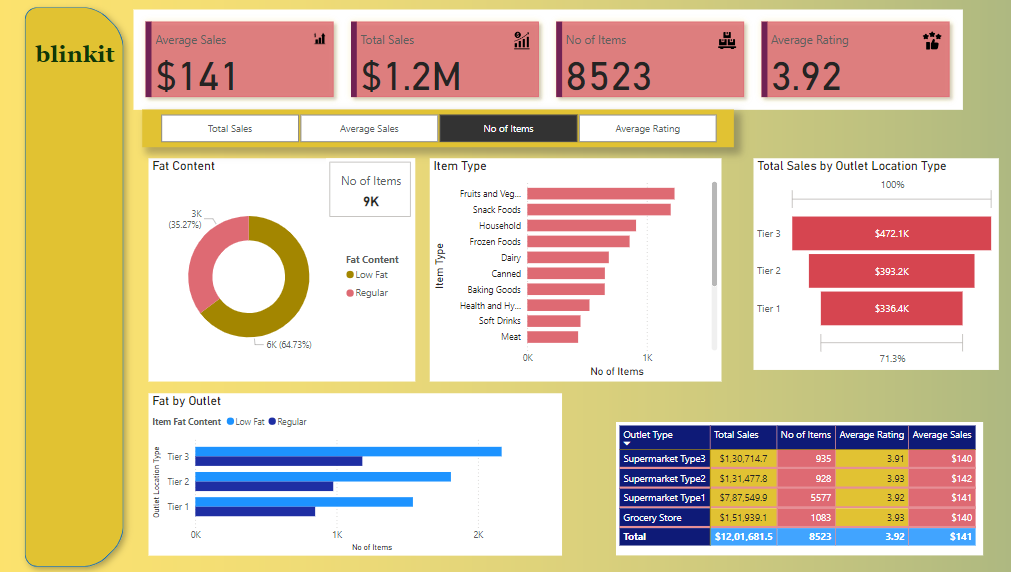 blinkit
Average Sales
$141
Total Sales
$1.2M
No of Items
8523
Average Rating
3.92
Total Sales
Average Sales
No of Items
Average Rating
Fat Content
No of Items
9K
3K
(35.27%)
6K (64.73%)
Fat Content
Low Fat
Regular
Item Type
Item Type
Fruits and Veg...
Snack Foods
Household
Frozen Foods
Dairy
Canned
Baking Goods
Health and Hy...
Soft Drinks
Meat
0K 1K
No of Items
Total Sales by Outlet Location Type
100%
Tier 3 $472.1K
Tier 2 $393.2K
Tier 1 $336.4K
71.3%
Fat by Outlet
Item Fat Content Low Fat Regular
Outlet Location Type
Tier 3
Tier 2
Tier 1
0K 1K 2K
No of Items
Outlet Type Total Sales No of Items Average Rating Average Sales
Supermarket Type3 $1,30,714.7 935 3.91 $140
Supermarket Type2 $1,31,477.8 928 3.93 $142
Supermarket Type1 $7,87,549.9 5577 3.92 $141
Grocery Store $1,51,939.1 1083 3.93 $140
Total $12,01,681.5 8523 3.92 $141